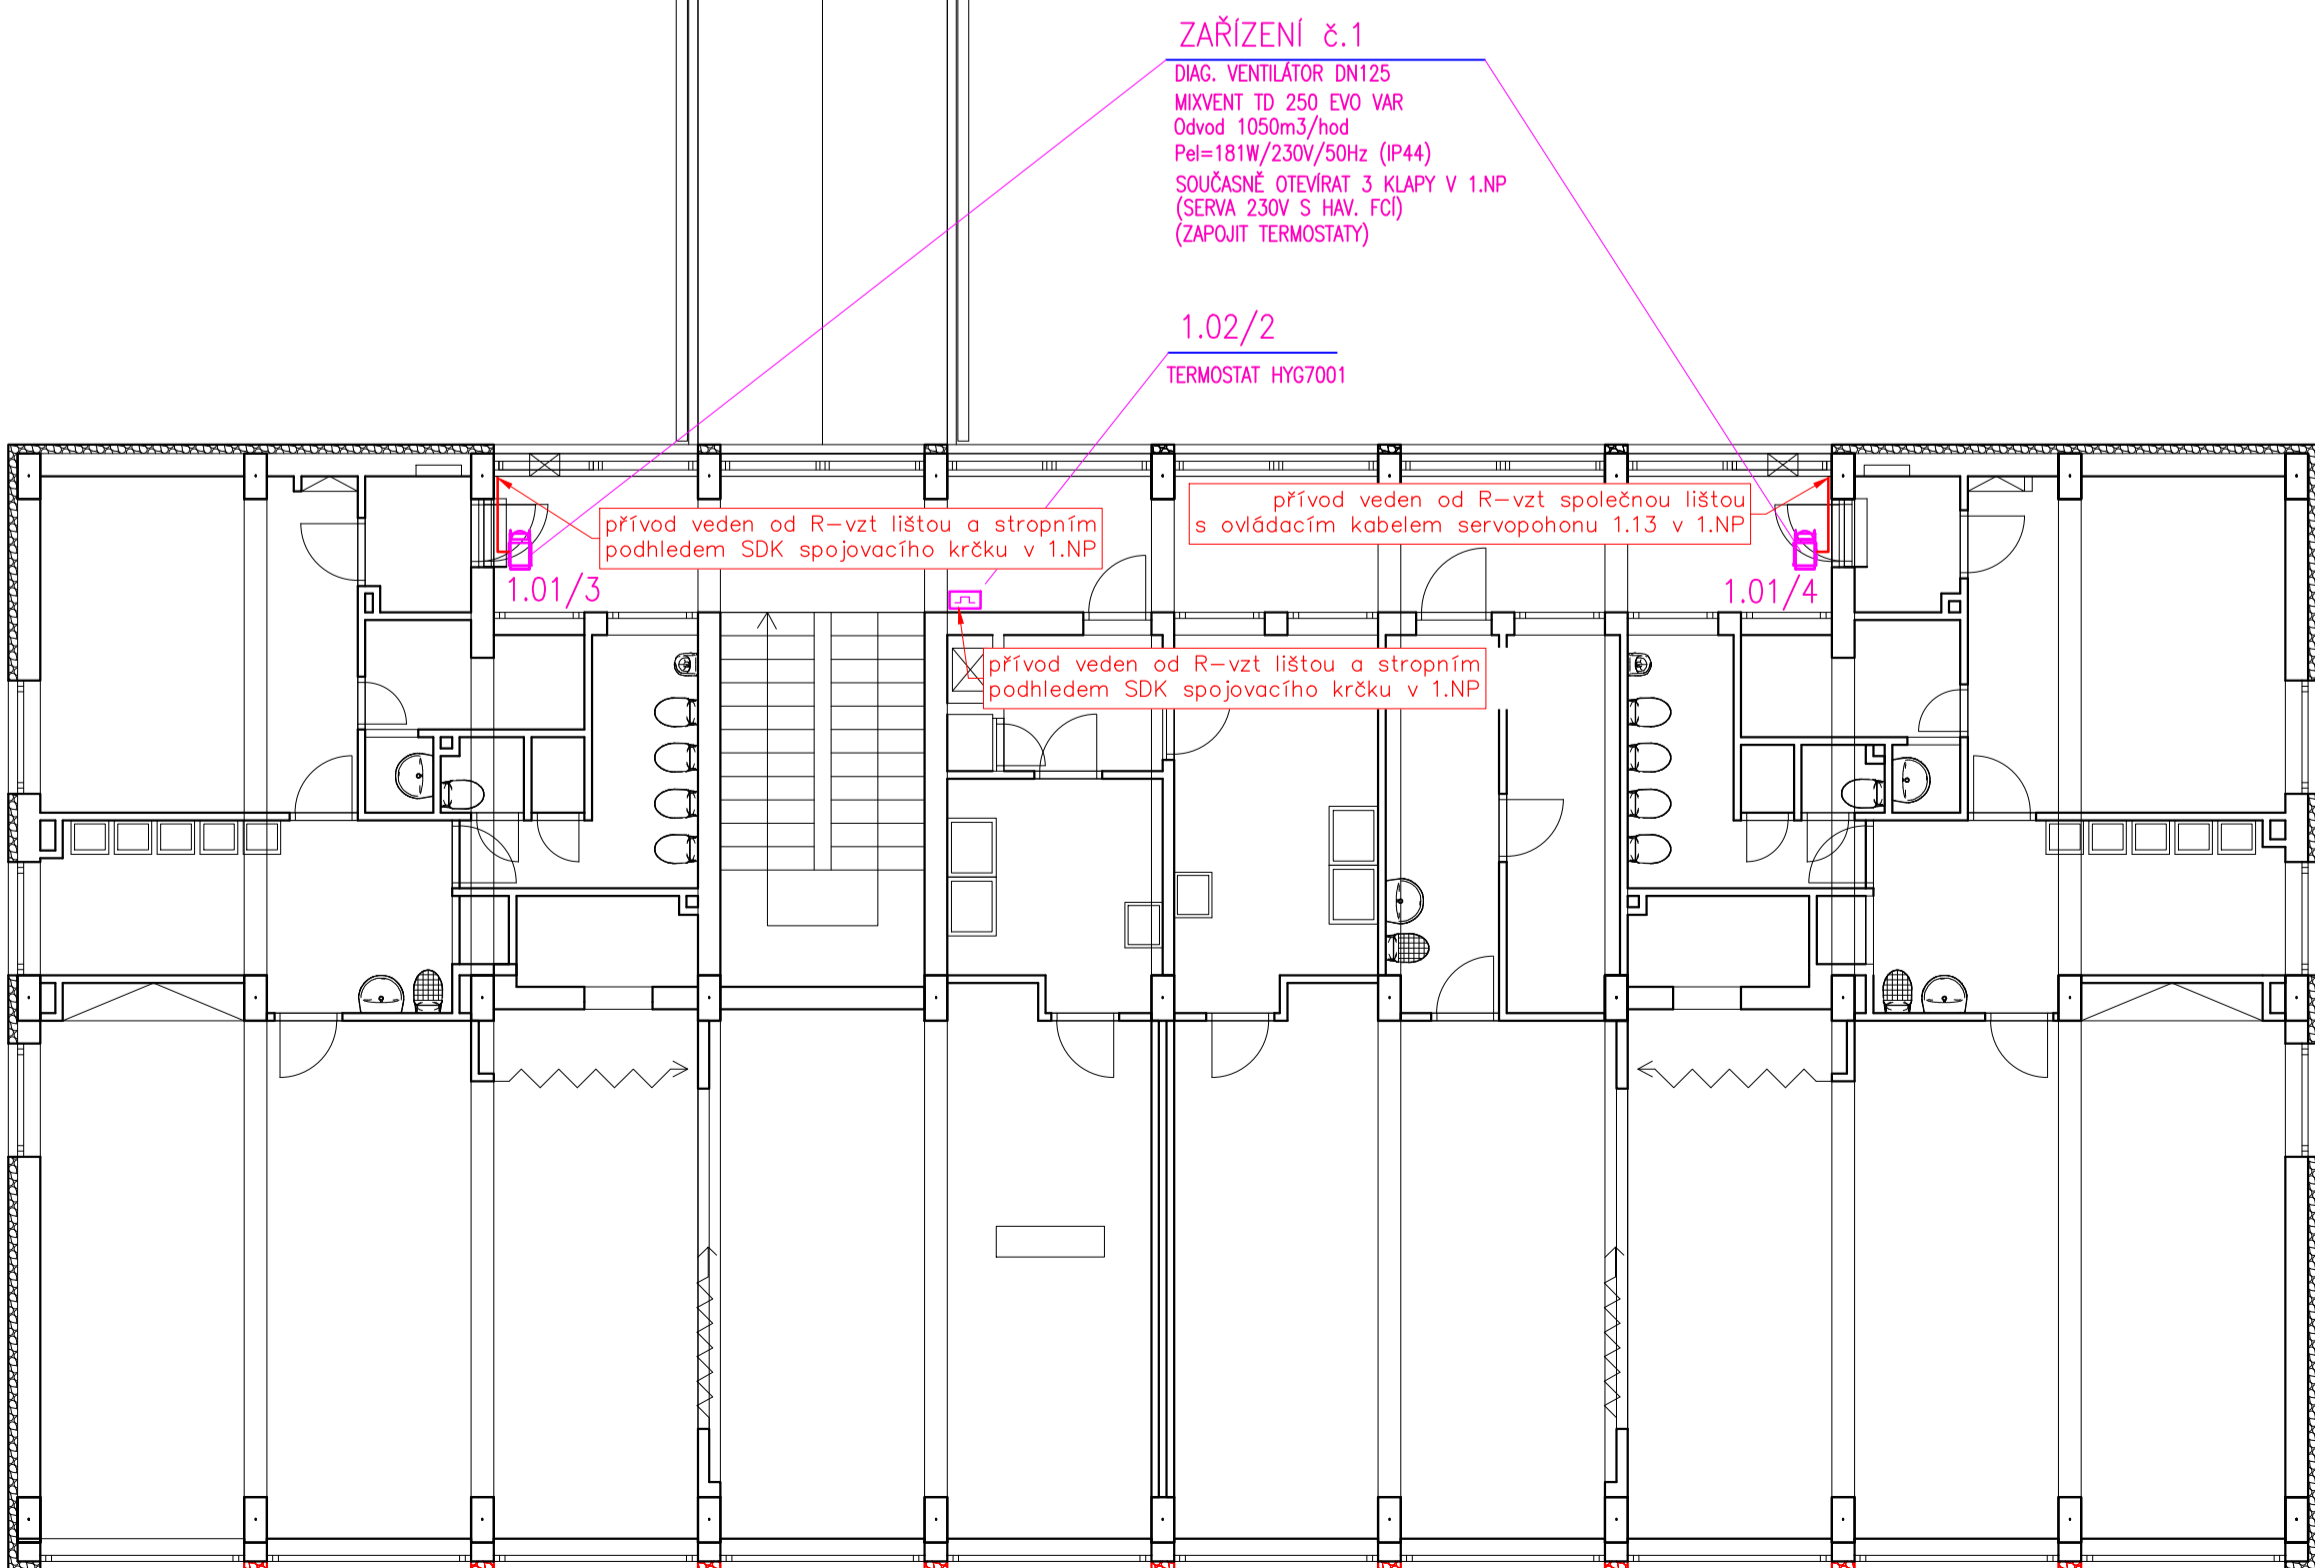 ZAŘÍZENÍ č.1
DIAG. VENTILÁTOR DN125
MIXVENT TD 250 EVO VAR
Odvod 1050m3/hod
Pel=181W/230V/50Hz (IP44)
SOUČASNĚ OTEVÍRAT 3 KLAPY V 1.NP
(SERVA 230V S HAV. FCÍ)
(ZAPOJIT TERMOSTATY)
1.02/2
TERMOSTAT HYG7001
přívod veden od R-vzt lištou a stropním
podhledem SDK spojovacího krčku v 1.NP
přívod veden od R-vzt společnou lištou
s ovládacím kabelem servopohonu 1.13 v 1.NP
1.01/3
1.01/4
přívod veden od R-vzt lištou a stropním
podhledem SDK spojovacího krčku v 1.NP